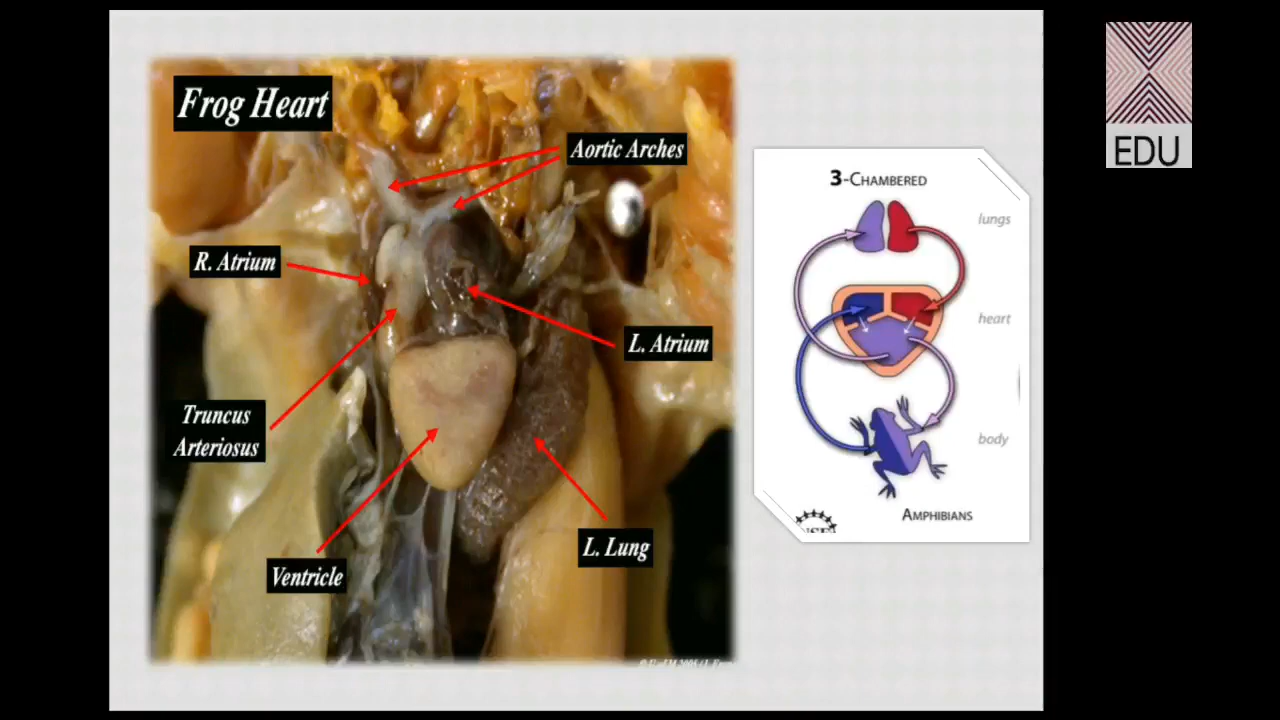 Frog Heart
Aortic Arches
R. Atrium
L. Atrium
Truncus
Arteriosus
Ventricle
L. Lung
3-CHAMBERED
lungs
heart
body
AMPHIBIANS
EDU